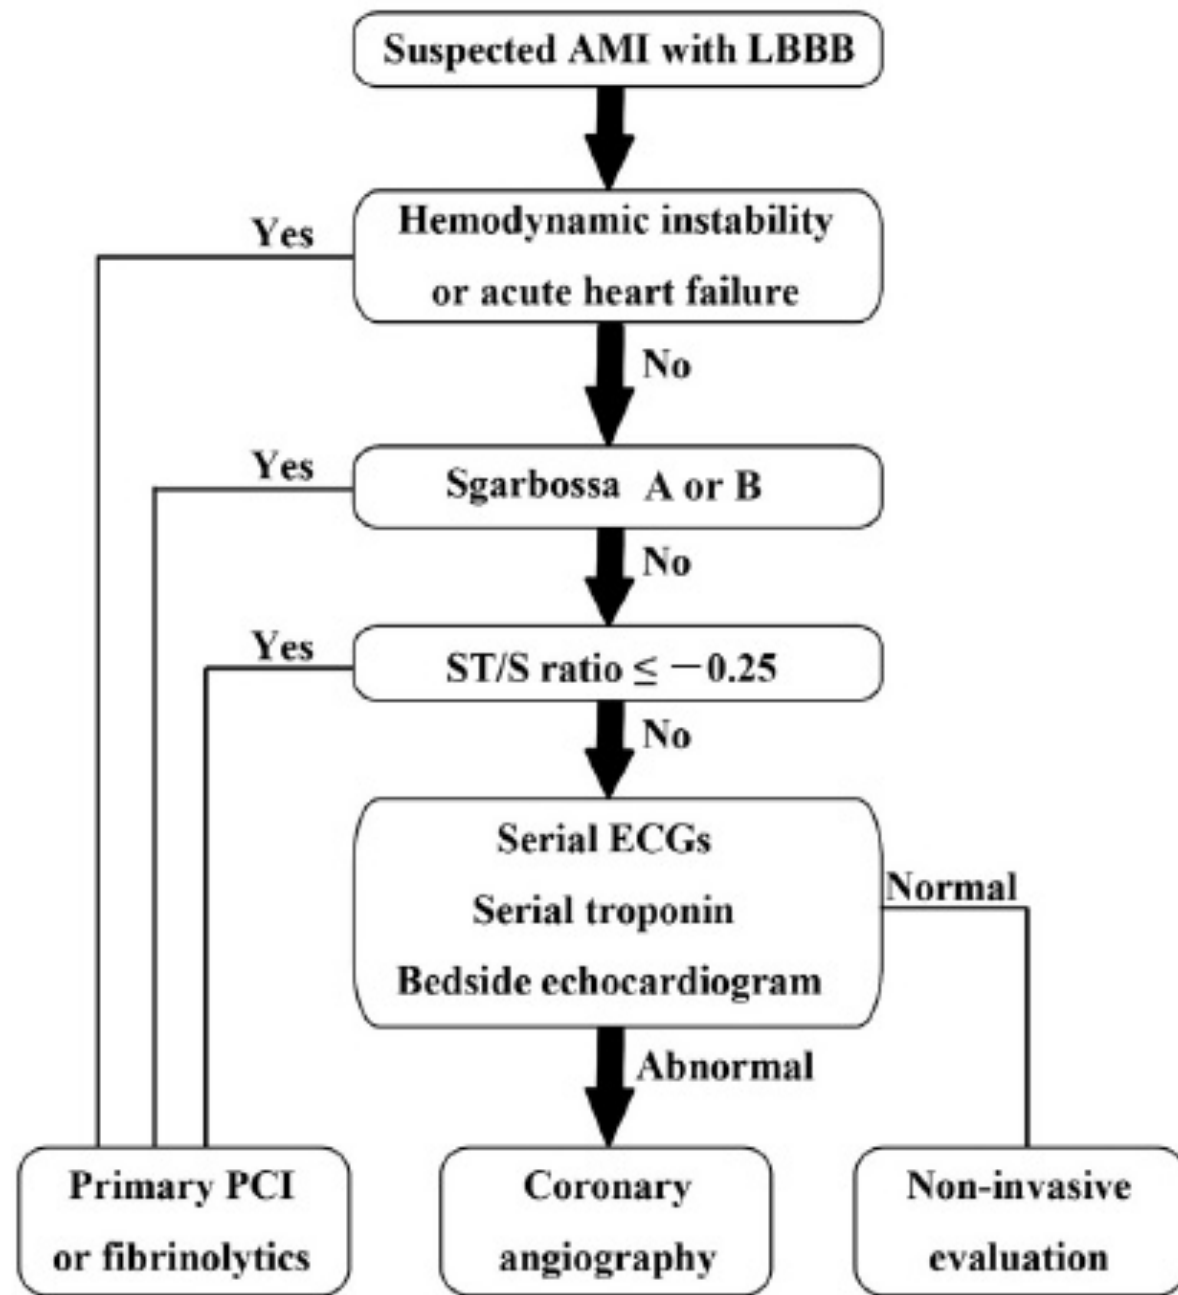 Suspected AMI with LBBB
Yes
Hemodynamic instability
or acute heart failure
No
Yes
Sgarbossa A or B
No
Yes
ST/S ratio ≤ −0.25
No
Serial ECGs
Serial troponin
Bedside echocardiogram
Normal
Abnormal
Primary PCI
or fibrinolytics
Coronary
angiography
Non-invasive
evaluation